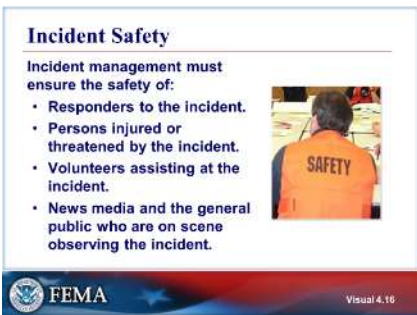 Incident Safety
Incident management must
ensure the safety of:
• Responders to the incident.
• Persons injured or
threatened by the incident.
• Volunteers assisting at the
incident.
• News media and the general
public who are on scene
observing the incident.
SAFETY
FEMA
Visual 4.16